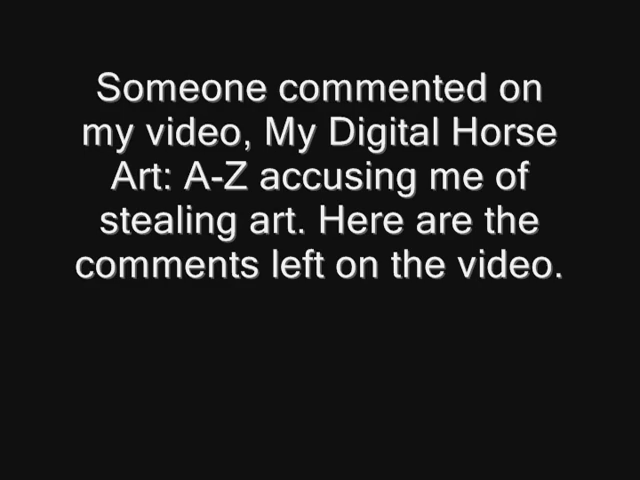 Someone commented on
my video, My Digital Horse
Art: A-Z accusing me of
stealing art. Here are the
comments left on the video.